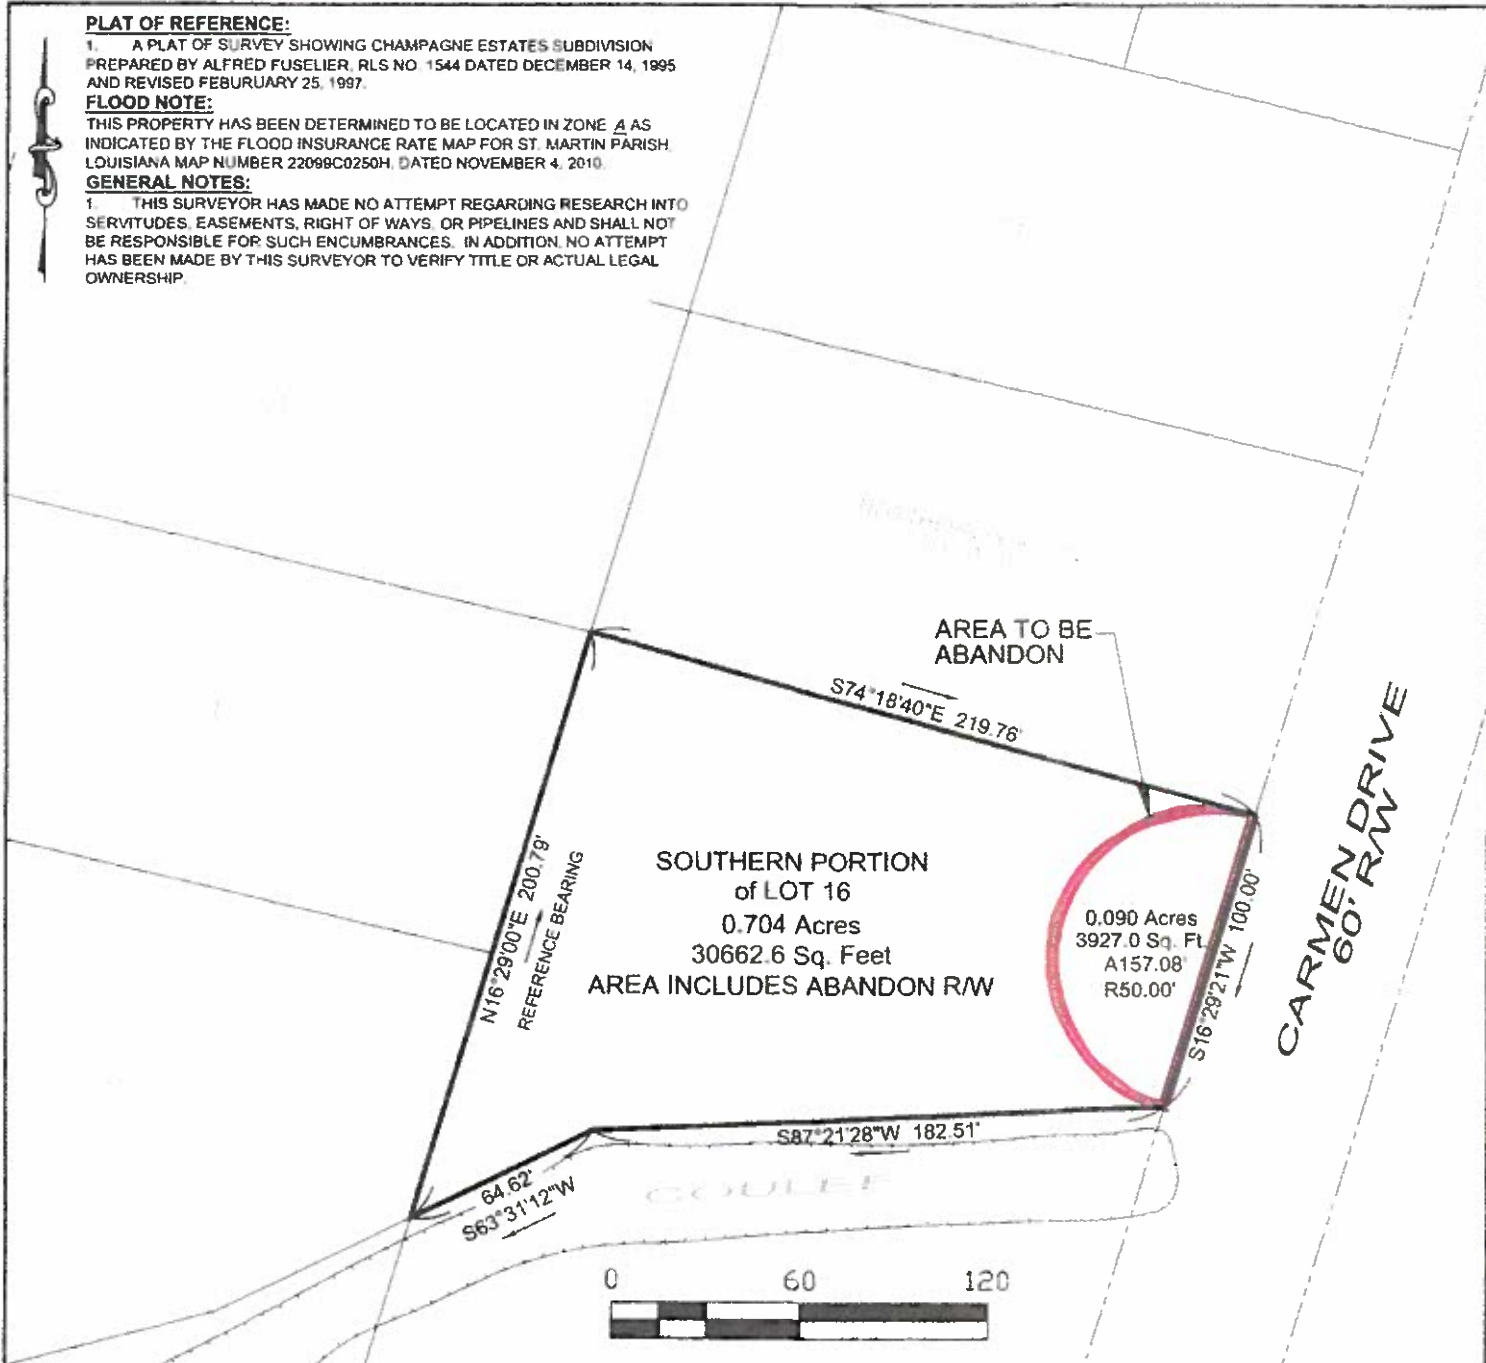 PLAT OF REFERENCE:
1. A PLAT OF SURVEY SHOWING CHAMPAGNE ESTATES SUBDIVISION
PREPARED BY ALFRED FUSELIER, RLS NO. 1544 DATED DECEMBER 14, 1995
AND REVISED FEBURUARY 25, 1997.
FLOOD NOTE:
THIS PROPERTY HAS BEEN DETERMINED TO BE LOCATED IN ZONE A AS
INDICATED BY THE FLOOD INSURANCE RATE MAP FOR ST. MARTIN PARISH
LOUISIANA MAP NUMBER 22099C0250H, DATED NOVEMBER 4, 2010.
GENERAL NOTES:
1. THIS SURVEYOR HAS MADE NO ATTEMPT REGARDING RESEARCH INTO
SERVITUDES, EASEMENTS, RIGHT OF WAYS, OR PIPELINES AND SHALL NOT
BE RESPONSIBLE FOR SUCH ENCUMBRANCES. IN ADDITION, NO ATTEMPT
HAS BEEN MADE BY THIS SURVEYOR TO VERIFY TITLE OR ACTUAL LEGAL
OWNERSHIP.
AREA TO BE
ABANDON
S74°18'40"E 219.76'
CARMEN DRIVE
60' R/W
N16°29'00"E 200.79'
REFERENCE BEARING
SOUTHERN PORTION
of LOT 16
0.704 Acres
30662.6 Sq. Feet
AREA INCLUDES ABANDON R/W
0.090 Acres
3927.0 Sq. Ft.
A157.08'
R50.00'
S16°29'21"W 100.00'
S87°21'28"W 182.51'
64.62'
S63°31'12"W
COULEE
0 60 120